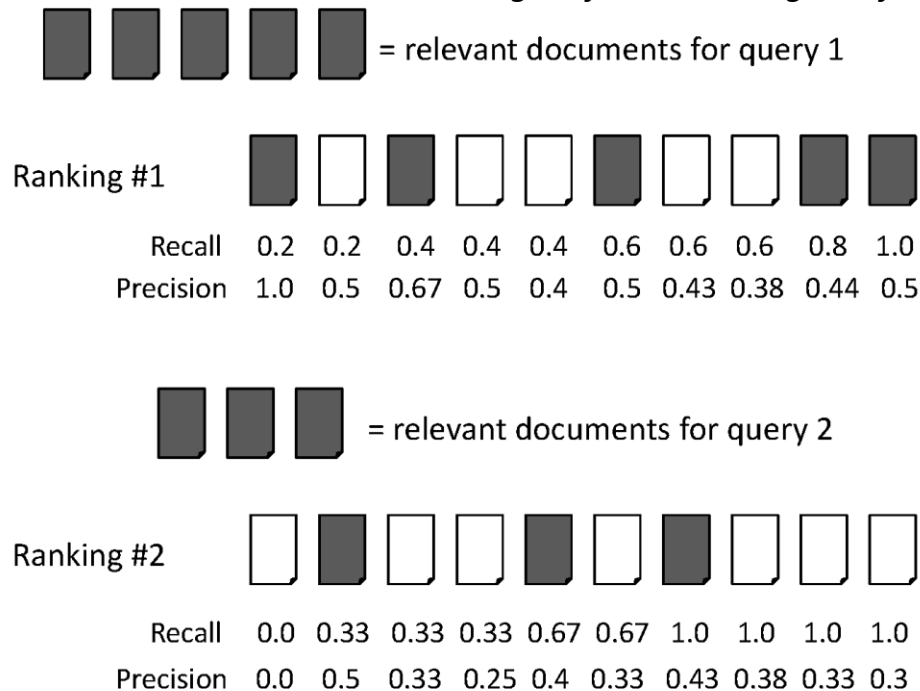 = relevant documents for query 1
Ranking #1
Recall 0.2 0.2 0.4 0.4 0.4 0.6 0.6 0.6 0.8 1.0
Precision 1.0 0.5 0.67 0.5 0.4 0.5 0.43 0.38 0.44 0.5
= relevant documents for query 2
Ranking #2
Recall 0.0 0.33 0.33 0.33 0.67 0.67 1.0 1.0 1.0 1.0
Precision 0.0 0.5 0.33 0.25 0.4 0.33 0.43 0.38 0.33 0.3